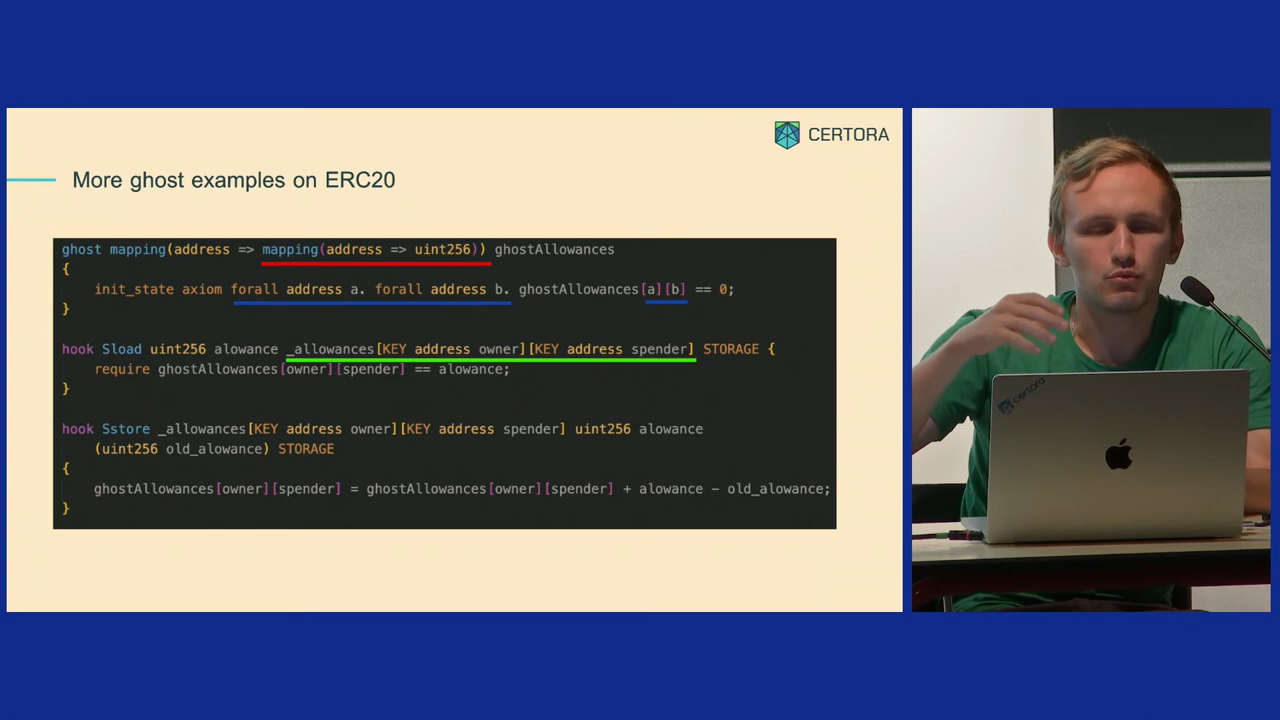 CERTORA
More ghost examples on ERC20
ghost mapping(address => mapping(address => uint256)) ghostAllowances
{
init_state axiom forall address a. forall address b. ghostAllowances[a][b] == 0;
}
hook Sload uint256 alowance _allowances[KEY address owner][KEY address spender] STORAGE {
require ghostAllowances[owner][spender] == alowance;
}
hook Sstore _allowances[KEY address owner][KEY address spender] uint256 alowance
(uint256 old_alowance) STORAGE
{
ghostAllowances[owner][spender] = ghostAllowances[owner][spender] + alowance - old_alowance;
}
certora